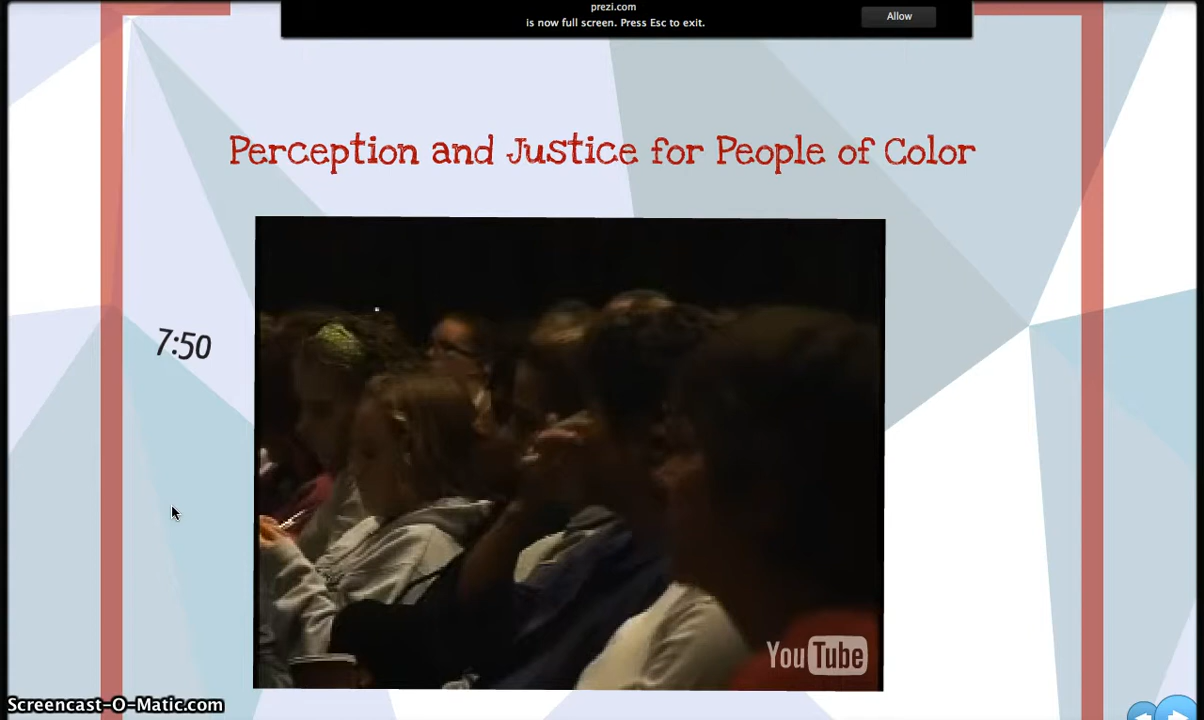 prezi.com
is now full screen. Press Esc to exit.
Allow
Perception and Justice for People of Color
7:50
YouTube
Screencast-O-Matic.com